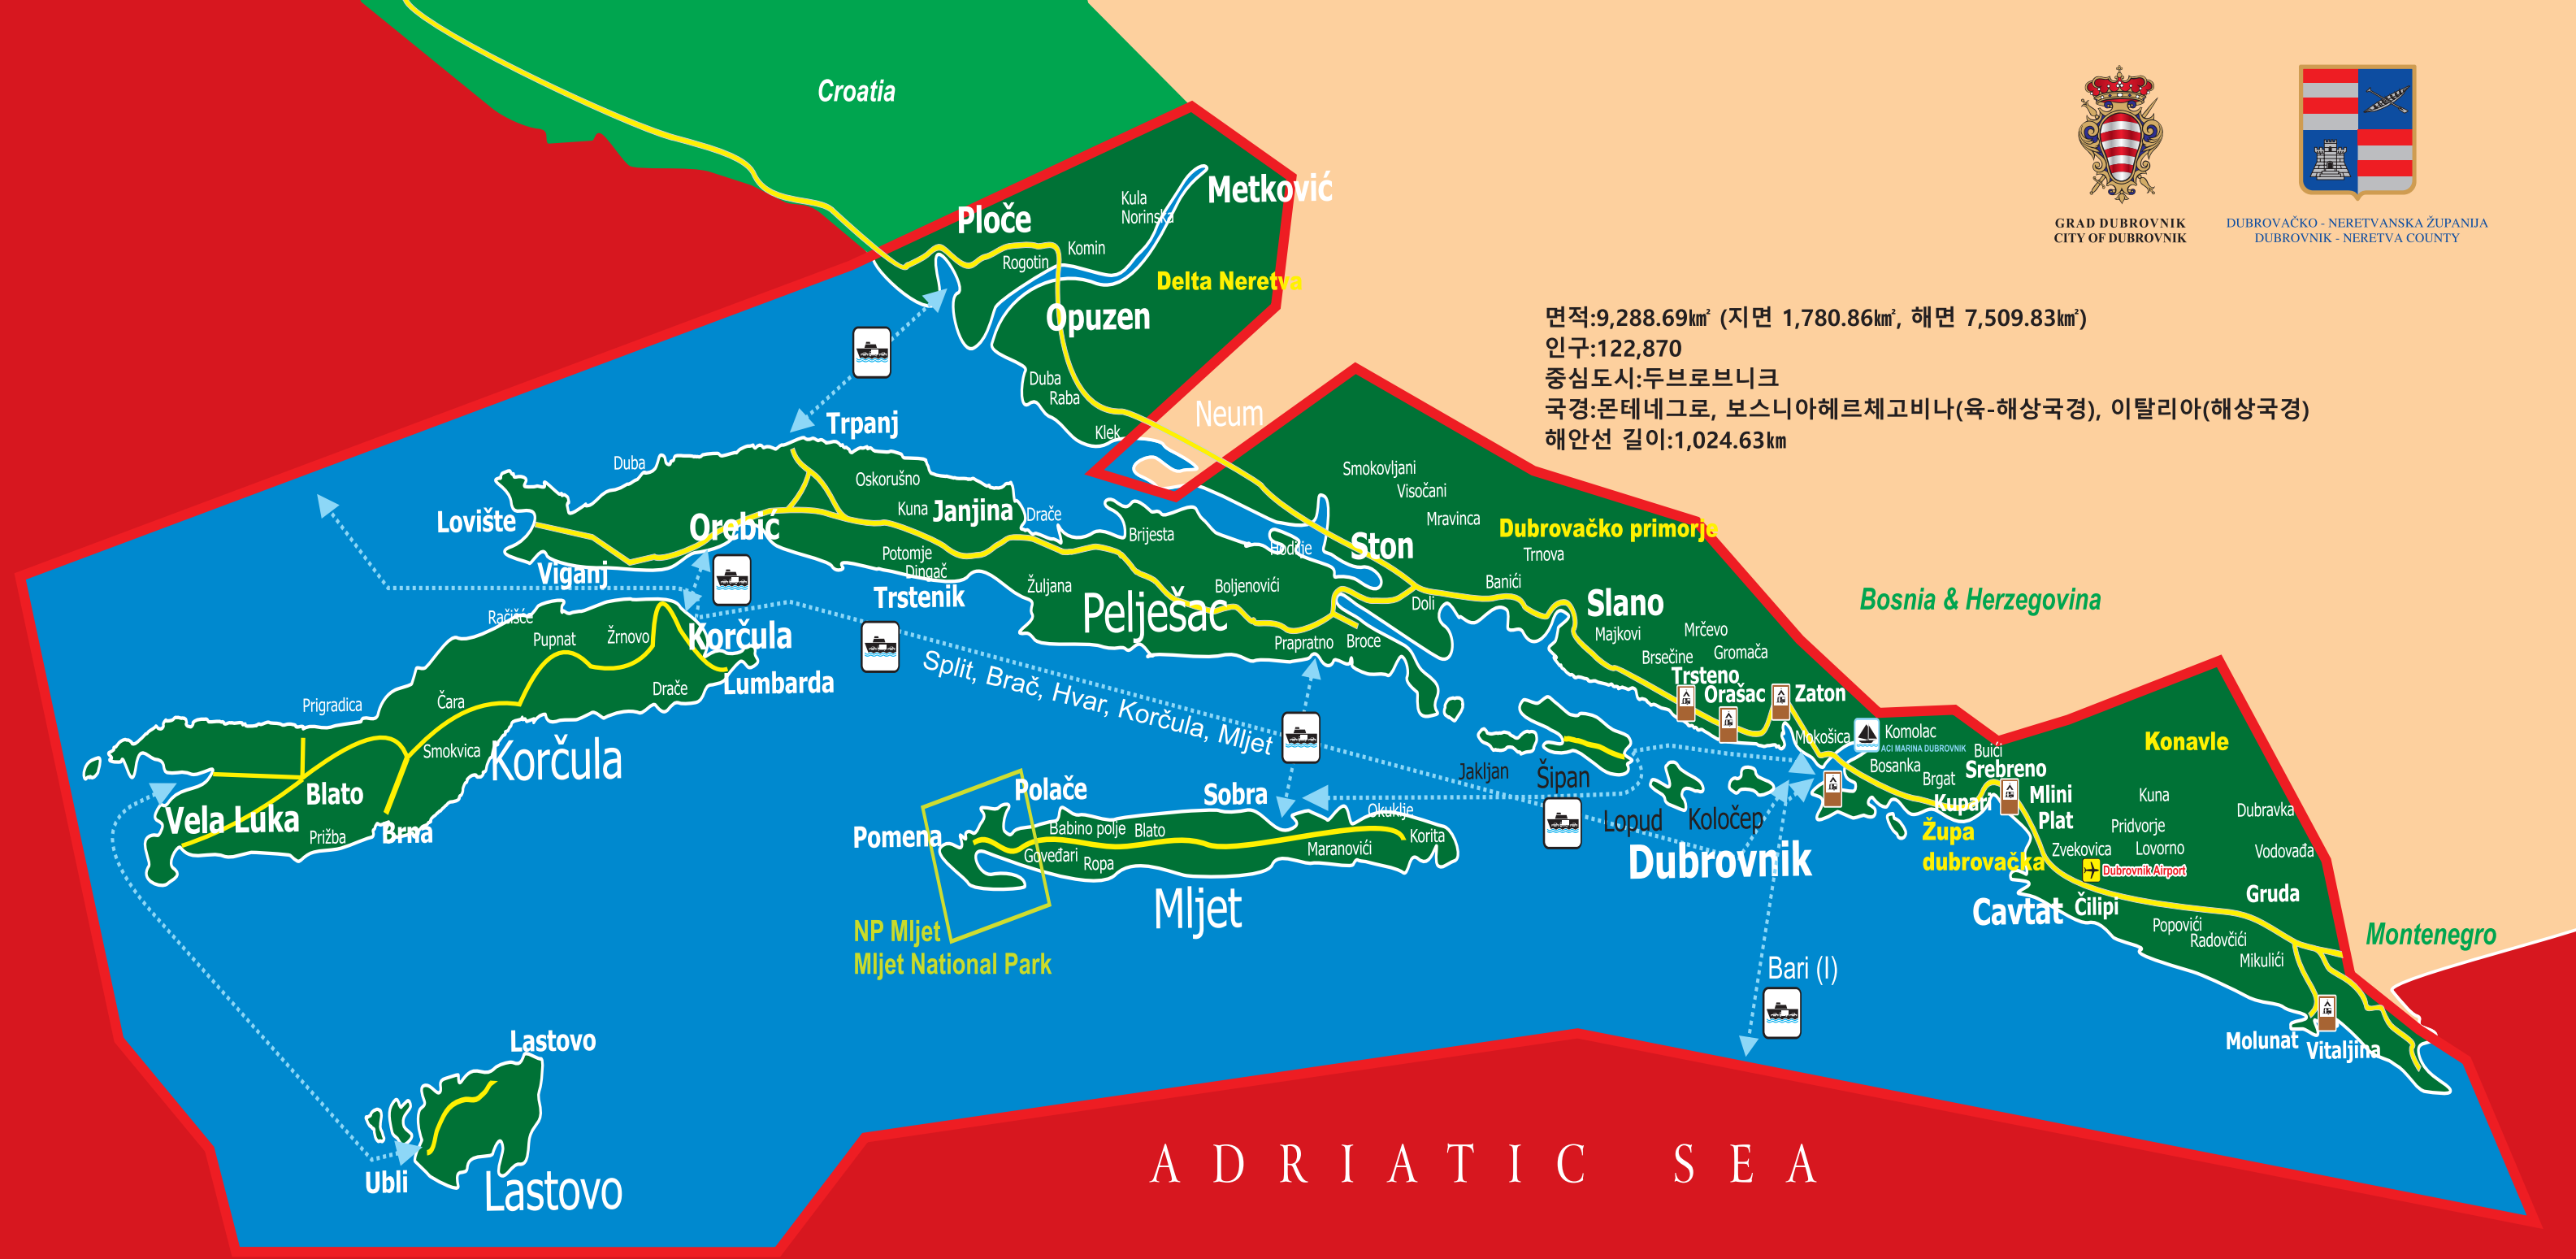 Croatia
GRAD DUBROVNIK
CITY OF DUBROVNIK
DUBROVAČKO - NERETVANSKA ŽUPANIJA
DUBROVNIK - NERETVA COUNTY
Metković
Kula
Norinska
Ploče
Komin
Rogotin
Delta Neretva
Opuzen
면적:9,288.69㎢ (지면 1,780.86㎢, 해면 7,509.83㎢)
인구:122,870
중심도시:두브로브니크
국경:몬테네그로, 보스니아헤르체고비나(육-해상국경), 이탈리아(해상국경)
해안선 길이:1,024.63㎞
Duba
Raba
Klek
Neum
Trpanj
Duba
Oskorušno
Kuna
Janjina
Drače
Lovište
Orebić
Viganj
Potomje
Dingač
Trstenik
Žuljana
Brijesta
Hodilje
Ston
Smokovljani
Visočani
Mravinca
Dubrovačko primorje
Trnova
Banići
Boljenovići
Pelješac
Doli
Slano
Prapratno
Broce
Majkovi
Mrčevo
Brsečine
Gromača
Trsteno
Orašac
Zaton
Bosnia & Herzegovina
Račišće
Pupnat
Žrnovo
Korčula
Lumbarda
Drače
Čara
Prigradica
Smokvica
Korčula
Blato
Vela Luka
Prižba
Brna
Split, Brač, Hvar, Korčula, Mljet
Jakljan
Šipan
Lopud
Koločep
Mokošica
Komolac
ACI MARINA DUBROVNIK
Bosanka
Buići
Brgat
Srebreno
Kupari
Mlini
Plat
Župa
dubrovačka
Konavle
Kuna
Dubravka
Pridvorje
Zvekovica
Lovorno
Vodovađa
Dubrovnik Airport
Dubrovnik
Cavtat
Čilipi
Gruda
Popovići
Radovčići
Mikulići
Montenegro
Molunat
Vitaljina
Polače
Sobra
Okuklje
Pomena
Babino polje
Blato
Goveđari
Ropa
Maranovići
Korita
Mljet
NP Mljet
Mljet National Park
Bari (I)
Lastovo
Ubli
Lastovo
ADRIATIC SEA